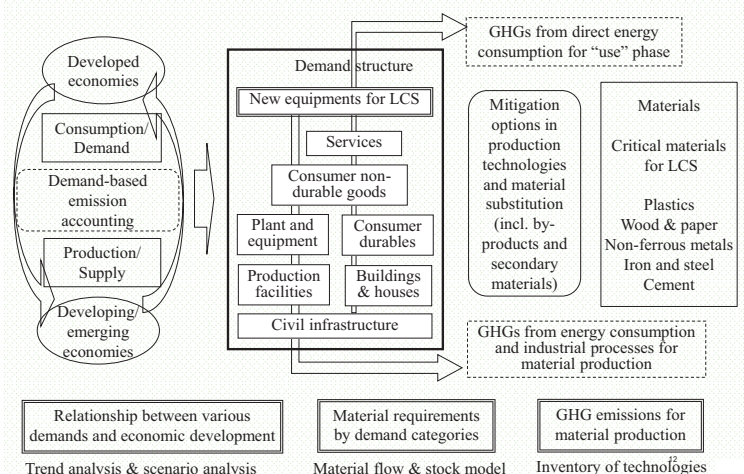 Developed
economies
Consumption/
Demand
Demand-based
emission
accounting
Production/
Supply
Developing/
emerging
economies
Demand structure
New equipments for LCS
Services
Consumer non-
durable goods
Plant and
equipment
Consumer
durables
Production
facilities
Buildings
& houses
Civil infrastructure
GHGs from direct energy
consumption for “use” phase
Mitigation
options in
production
technologies
and material
substitution
(incl. by-
products and
secondary
materials)
Materials
Critical materials
for LCS
Plastics
Wood & paper
Non-ferrous metals
Iron and steel
Cement
GHGs from energy consumption
and industrial processes for
material production
Relationship between various
demands and economic development
Material requirements
by demand categories
GHG emissions for
material production
Trend analysis & scenario analysis
Material flow & stock model
Inventory of technologies
12